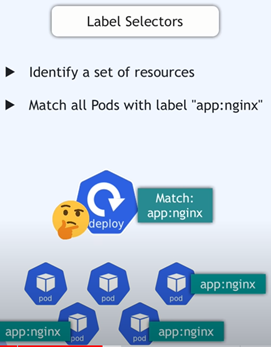 Label Selectors
Identify a set of resources
Match all Pods with label "app:nginx"
Match:
app:nginx
deploy
pod
pod
pod
app:nginx
app:nginx
pod
pod
app:nginx